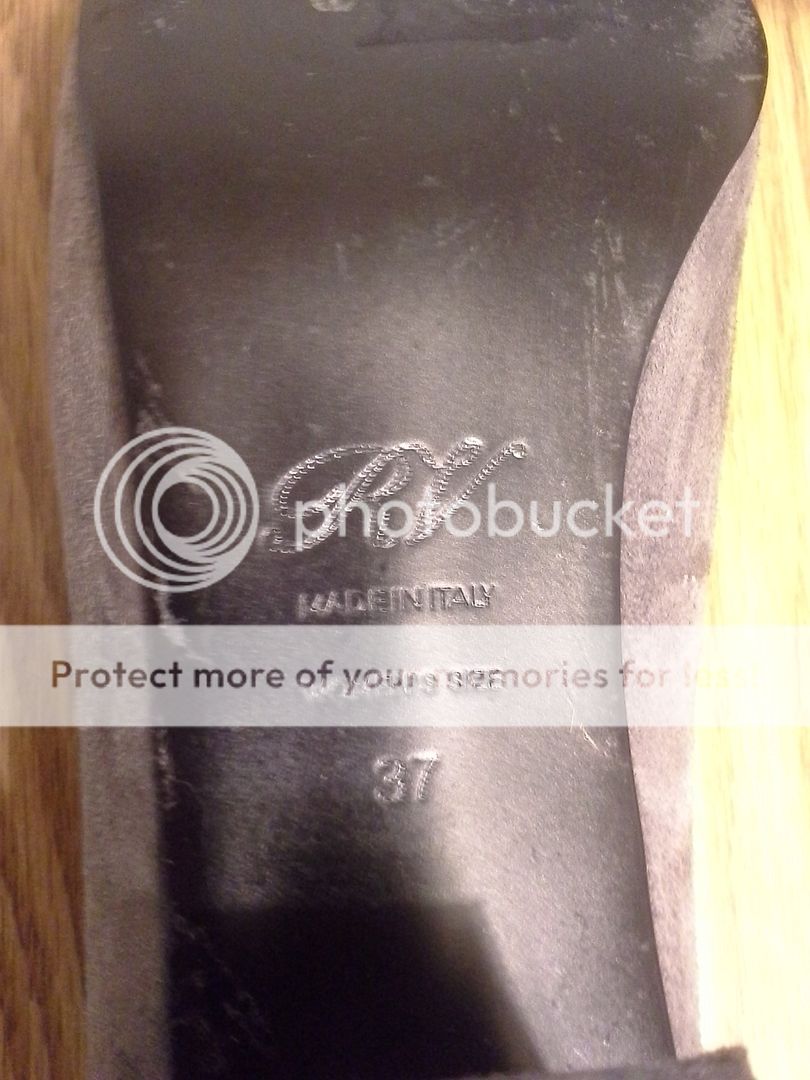 RV
photobucket
MADE IN ITALY
Protect more of your memories for less!
37